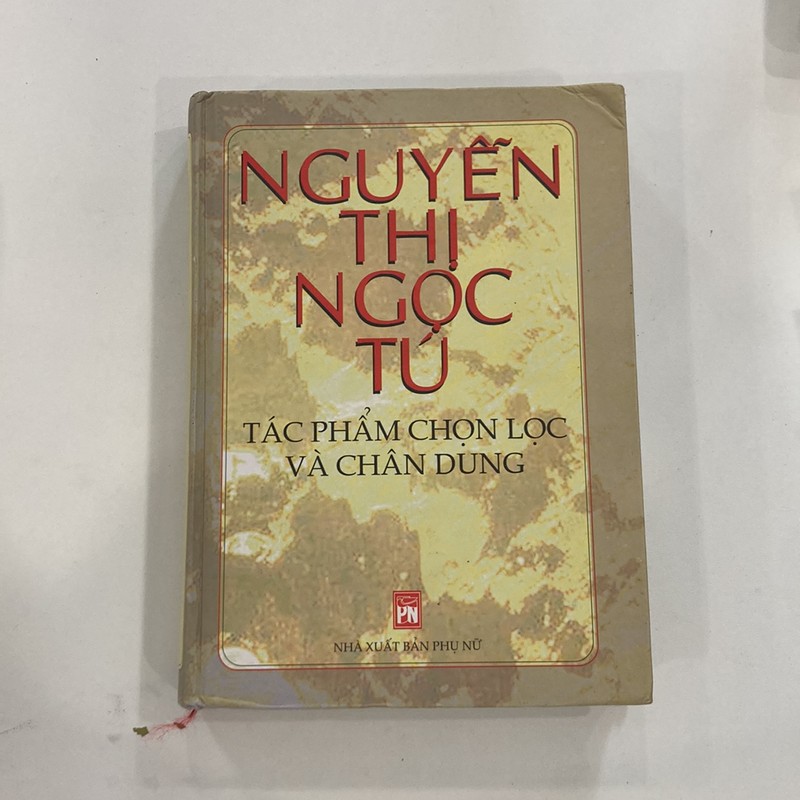 NGUYỄN
THỊ
NGỌC
TÚ
TÁC PHẨM CHỌN LỌC
VÀ CHÂN DUNG
PN
NHÀ XUẤT BẢN PHỤ NỮ